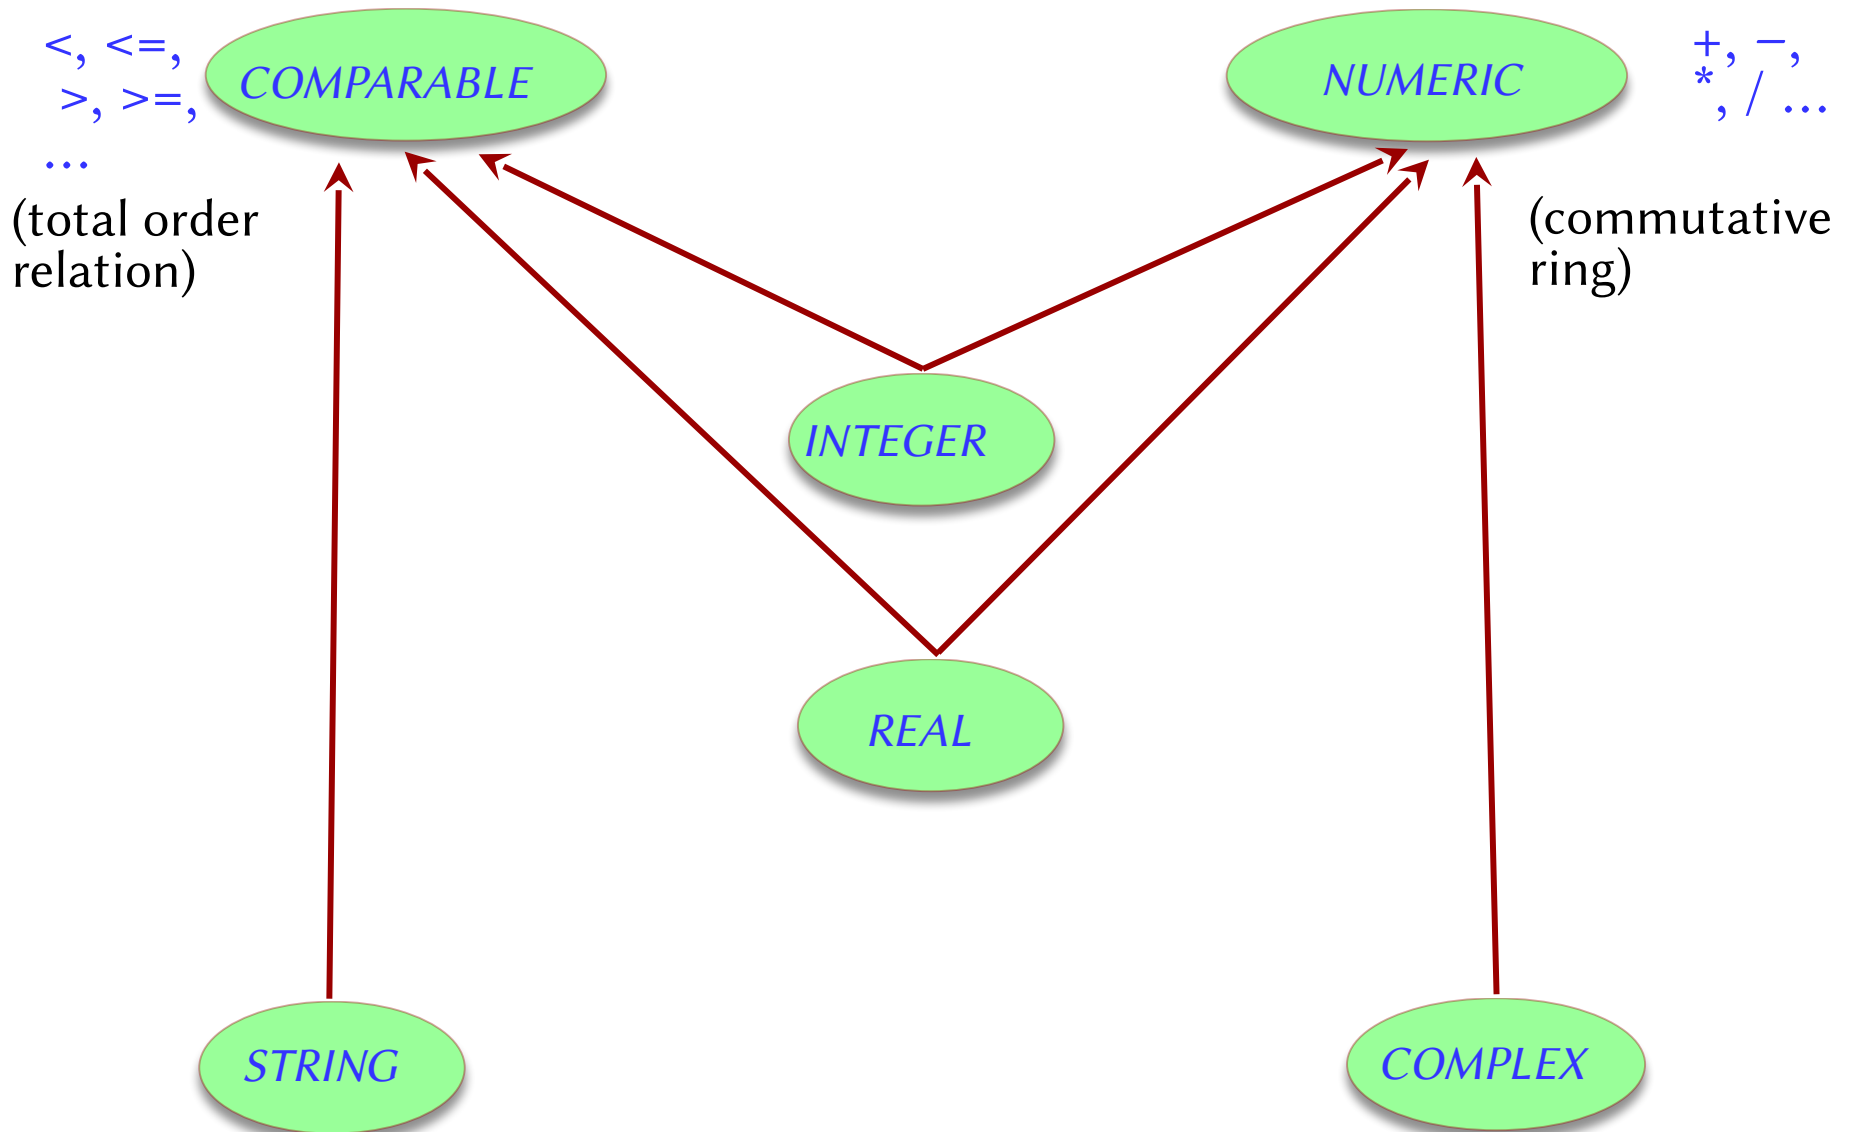 <, <=,
>, >=,
...
(total order
relation)
COMPARABLE
NUMERIC
+, −,
*, / ...
(commutative
ring)
INTEGER
REAL
STRING
COMPLEX